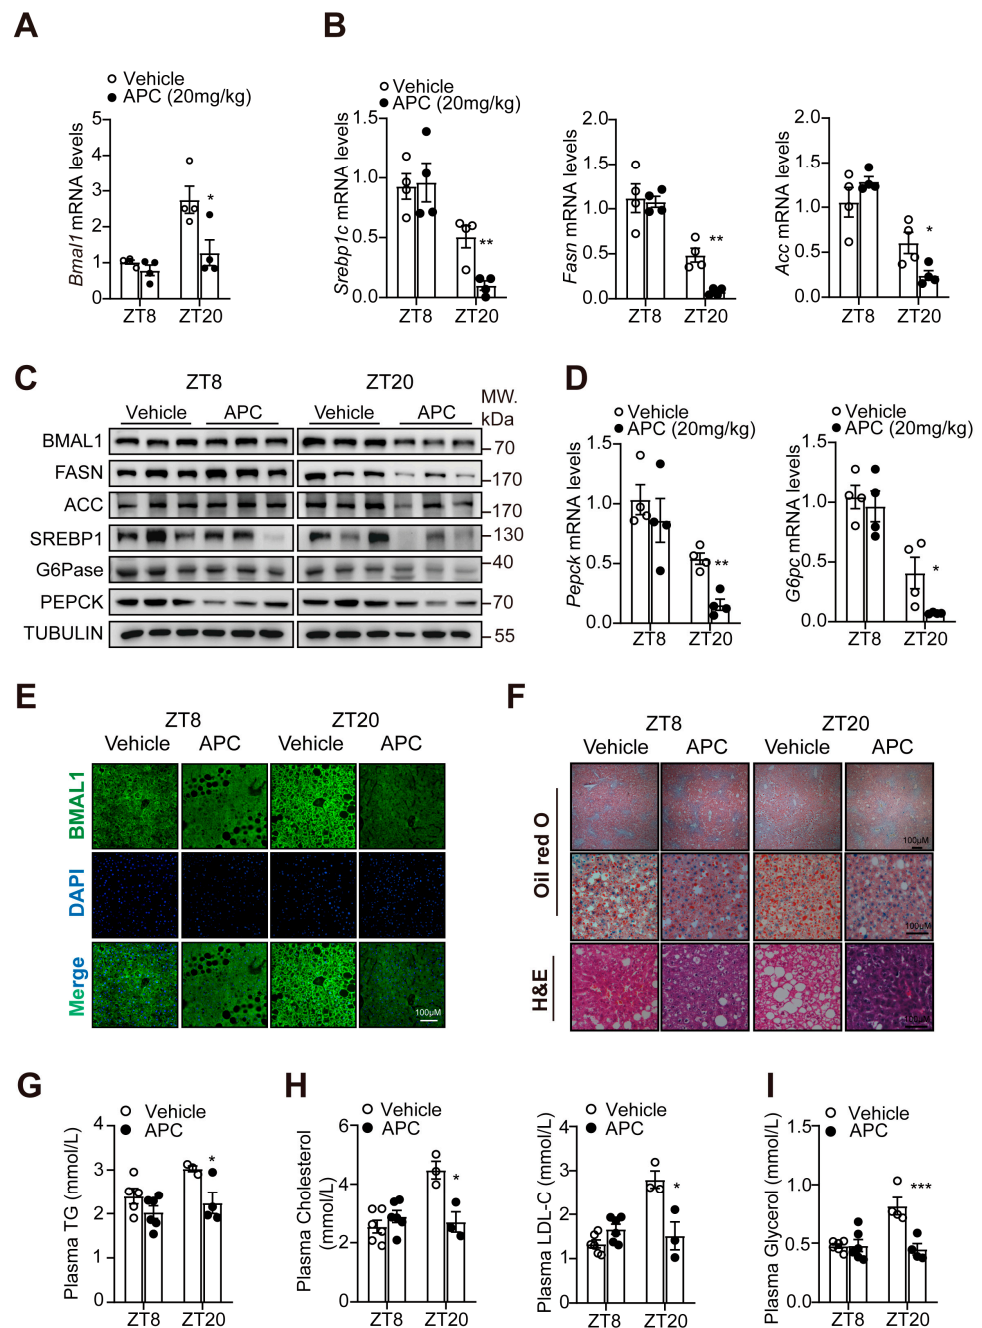 A
Vehicle
APC (20mg/kg)
Bmal1 mRNA levels
5
4
3
2
1
0
*
ZT8
ZT20
B
Vehicle
APC (20mg/kg)
Srebp1c mRNA levels
1.5
1.0
0.5
0.0
**
ZT8
ZT20
Fasn mRNA levels
2.0
1.5
1.0
0.5
0.0
**
ZT8
ZT20
Acc mRNA levels
2.0
1.5
1.0
0.5
0.0
*
ZT8
ZT20
C
ZT8 ZT20
Vehicle APC Vehicle APC
MW.
kDa
BMAL1 70
FASN 170
ACC 170
SREBP1 130
G6Pase 40
PEPCK 70
TUBULIN 55
D
Vehicle
APC (20mg/kg)
Pepck mRNA levels
1.5
1.0
0.5
0.0
**
ZT8
ZT20
Vehicle
APC (20mg/kg)
G6pc mRNA levels
1.5
1.0
0.5
0.0
*
ZT8
ZT20
E
ZT8 ZT20
Vehicle APC Vehicle APC
BMAL1
DAPI
Merge
100μM
F
ZT8 ZT20
Vehicle APC Vehicle APC
Oil red O
100μM
100μM
H&E
100μM
G
Vehicle
APC
Plasma TG (mmol/L)
4
3
2
1
0
*
ZT8
ZT20
H
Vehicle
APC
Plasma Cholesterol
(mmol/L)
6
4
2
0
*
ZT8
ZT20
Vehicle
APC
Plasma LDL-C (mmol/L)
4
3
2
1
0
*
ZT8
ZT20
I
Vehicle
APC
Plasma Glycerol (mmol/L)
1.5
1.0
0.5
0.0
***
ZT8
ZT20